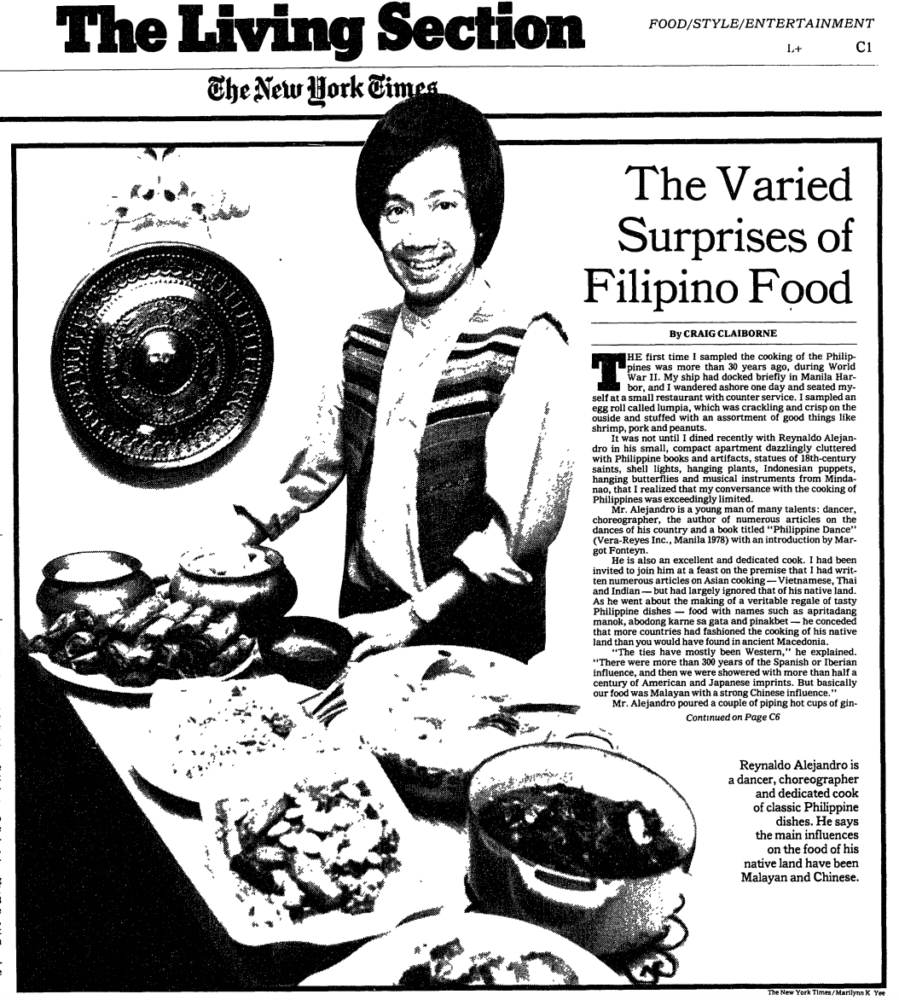 The Living Section
FOOD/STYLE/ENTERTAINMENT
L+ C1
The New York Times
The Varied
Surprises of
Filipino Food
By CRAIG CLAIBORNE
THE first time I sampled the cooking of the Philip-
pines was more than 30 years ago, during World
War II. My ship had docked briefly in Manila Har-
bor, and I wandered ashore one day and seated my-
self at a small restaurant with counter service. I sampled an
egg roll called lumpia, which was crackling and crisp on the
ouside and stuffed with an assortment of good things like
shrimp, pork and peanuts.
It was not until I dined recently with Reynaldo Alejan-
dro in his small, compact apartment dazzlingly cluttered
with Philippine books and artifacts, statues of 18th-century
saints, shell lights, hanging plants, Indonesian puppets,
hanging butterflies and musical instruments from Minda-
nao, that I realized that my conversance with the cooking of
Philippines was exceedingly limited.
Mr. Alejandro is a young man of many talents: dancer,
choreographer, the author of numerous articles on the
dances of his country and a book titled "Philippine Dance"
(Vera-Reyes Inc., Manila 1978) with an introduction by Mar-
got Fonteyn.
He is also an excellent and dedicated cook. I had been
invited to join him at a feast on the premise that I had writ-
ten numerous articles on Asian cooking — Vietnamese, Thai
and Indian — but had largely ignored that of his native land.
As he went about the making of a veritable regale of tasty
Philippine dishes — food with names such as apritadang
manok, abodong karne sa gata and pinakbet — he conceded
that more countries had fashioned the cooking of his native
land than you would have found in ancient Macedonia.
"The ties have mostly been Western," he explained.
"There were more than 300 years of the Spanish or Iberian
influence, and then we were showered with more than half a
century of American and Japanese imprints. But basically
our food was Malayan with a strong Chinese influence."
Mr. Alejandro poured a couple of piping hot cups of gin-
Continued on Page C6
Reynaldo Alejandro is
a dancer, choreographer
and dedicated cook
of classic Philippine
dishes. He says
the main influences
on the food of his
native land have been
Malayan and Chinese.
The New York Times/Marilynn K Yee